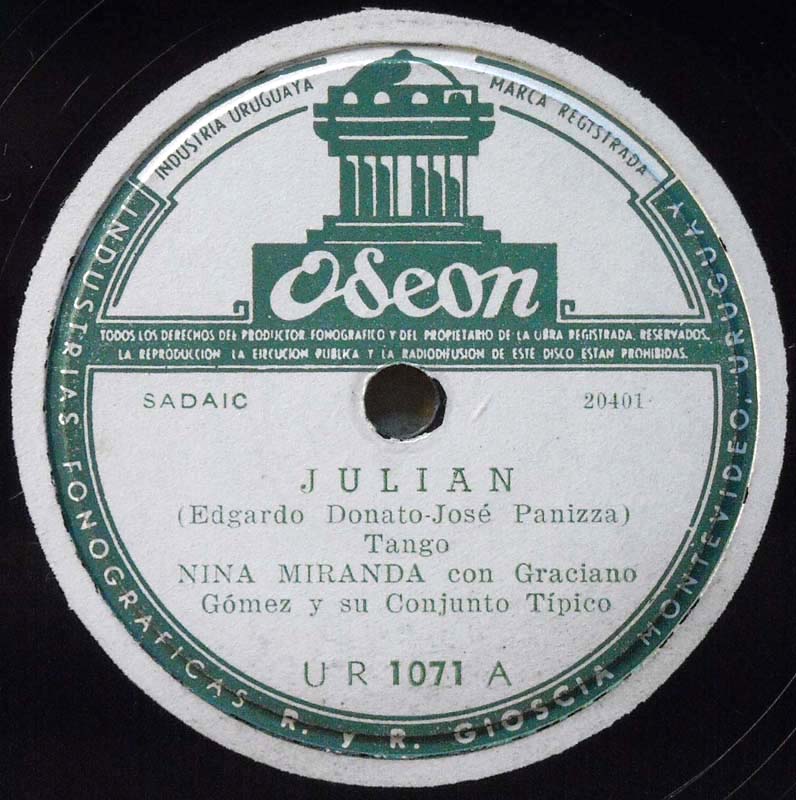 INDUSTRIA URUGUAYA
MARCA REGISTRADA
Odeon
TODOS LOS DERECHOS DEL PRODUCTOR FONOGRAFICO Y DEL PROPIETARIO DE LA OBRA REGISTRADA, RESERVADOS.
LA REPRODUCCION LA EJECUCION PUBLIKA Y LA RADIODIFUSION DE ESTE DISCO ESTAN PROHIBIDAS.
SADAIC
20401
JULIAN
(Edgardo Donato-José Panizza)
Tango
NINA MIRANDA con Graciano
Gómez y su Conjunto Típico
UR 1071 A
INDUSTRIAS FONOGRAFICAS R. y R. GIOSCIA MONTEVIDEO, URUGUAY